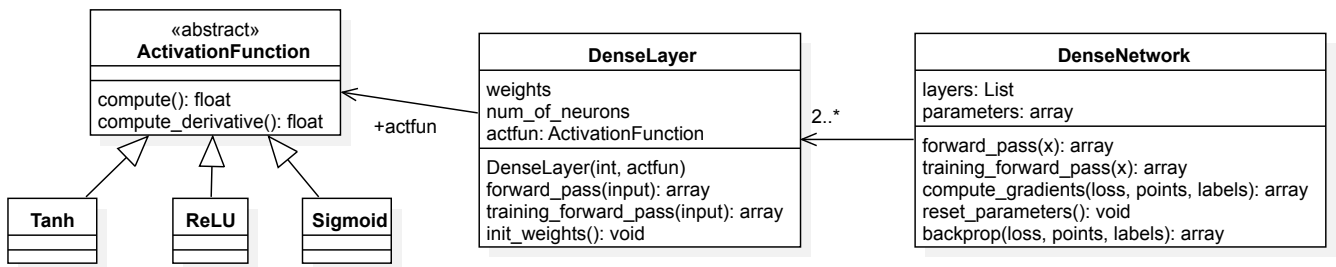 «abstract»
ActivationFunction
compute(): float
compute_derivative(): float
Tanh
ReLU
Sigmoid
+actfun
DenseLayer
weights
num_of_neurons
actfun: ActivationFunction
DenseLayer(int, actfun)
forward_pass(input): array
training_forward_pass(input): array
init_weights(): void
2..*
DenseNetwork
layers: List
parameters: array
forward_pass(x): array
training_forward_pass(x): array
compute_gradients(loss, points, labels): array
reset_parameters(): void
backprop(loss, points, labels): array